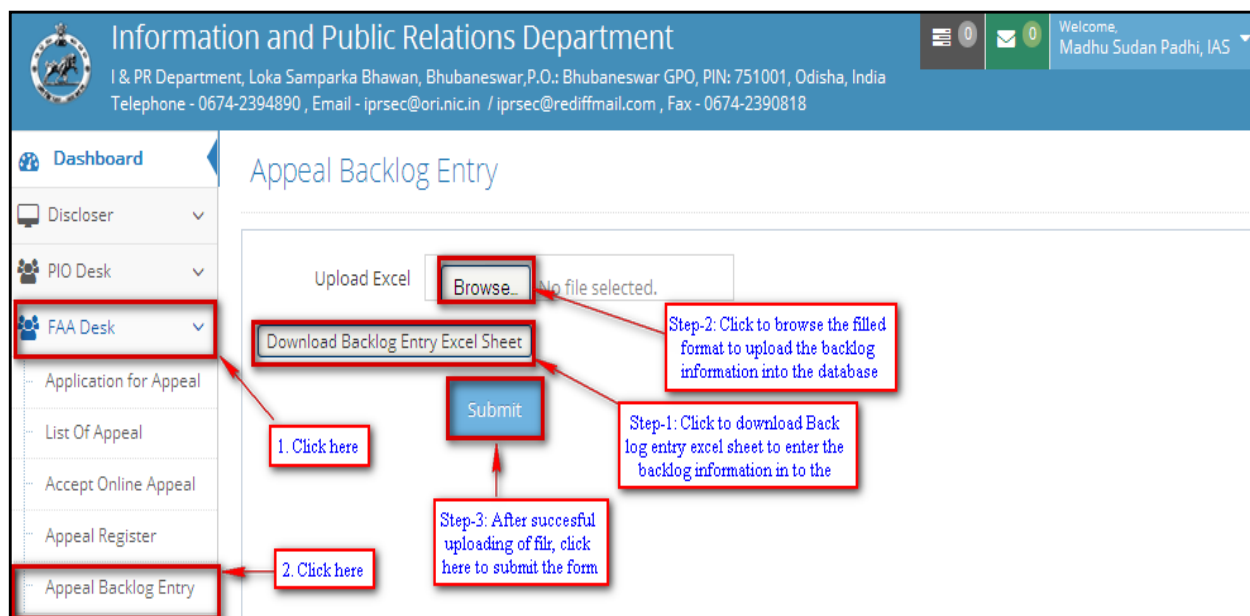 Information and Public Relations Department
I & PR Department, Loka Samparka Bhawan, Bhubaneswar,P.O.: Bhubaneswar GPO, PIN: 751001, Odisha, India
Telephone - 0674-2394890 , Email - iprsec@ori.nic.in / iprsec@rediffmail.com , Fax - 0674-2390818
0
0
Welcome,
Madhu Sudan Padhi, IAS
Dashboard
Discloser
PIO Desk
FAA Desk
Application for Appeal
List Of Appeal
Accept Online Appeal
Appeal Register
Appeal Backlog Entry
Appeal Backlog Entry
Upload Excel
Browse_ No file selected.
Download Backlog Entry Excel Sheet
Submit
Step-2: Click to browse the filled
format to upload the backlog
information into the database
Step-1: Click to download Back
log entry excel sheet to enter the
backlog information in to the
1. Click here
Step-3: After succesful
uploading of filr, click
here to submit the form
2. Click here